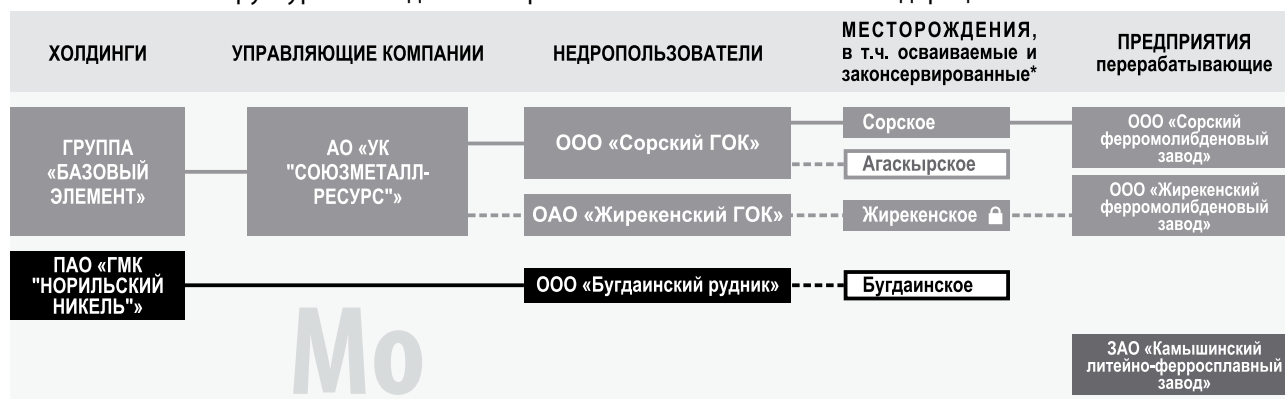 ХОЛДИНГИ
УПРАВЛЯЮЩИЕ КОМПАНИИ
НЕДРОПОЛЬЗОВАТЕЛИ
МЕСТОРОЖДЕНИЯ,
в т.ч. осваиваемые и
законсервированные*
ПРЕДПРИЯТИЯ
перерабатывающие
ГРУППА
«БАЗОВЫЙ
ЭЛЕМЕНТ»
АО «УК
"СОЮЗМЕТАЛЛ-
РЕСУРС"»
ООО «Сорский ГОК»
Сорское
ООО «Сорский
ферромолибденовый
завод»
Агаскырское
ОАО «Жирекенский ГОК»
Жирекенское
ООО «Жирекенский
ферромолибденовый
завод»
ПАО «ГМК
"НОРИЛЬСКИЙ
НИКЕЛЬ"»
ООО «Бугдаинский рудник»
Бугдаинское
Mo
ЗАО «Камышинский
литейно-ферросплавный
завод»